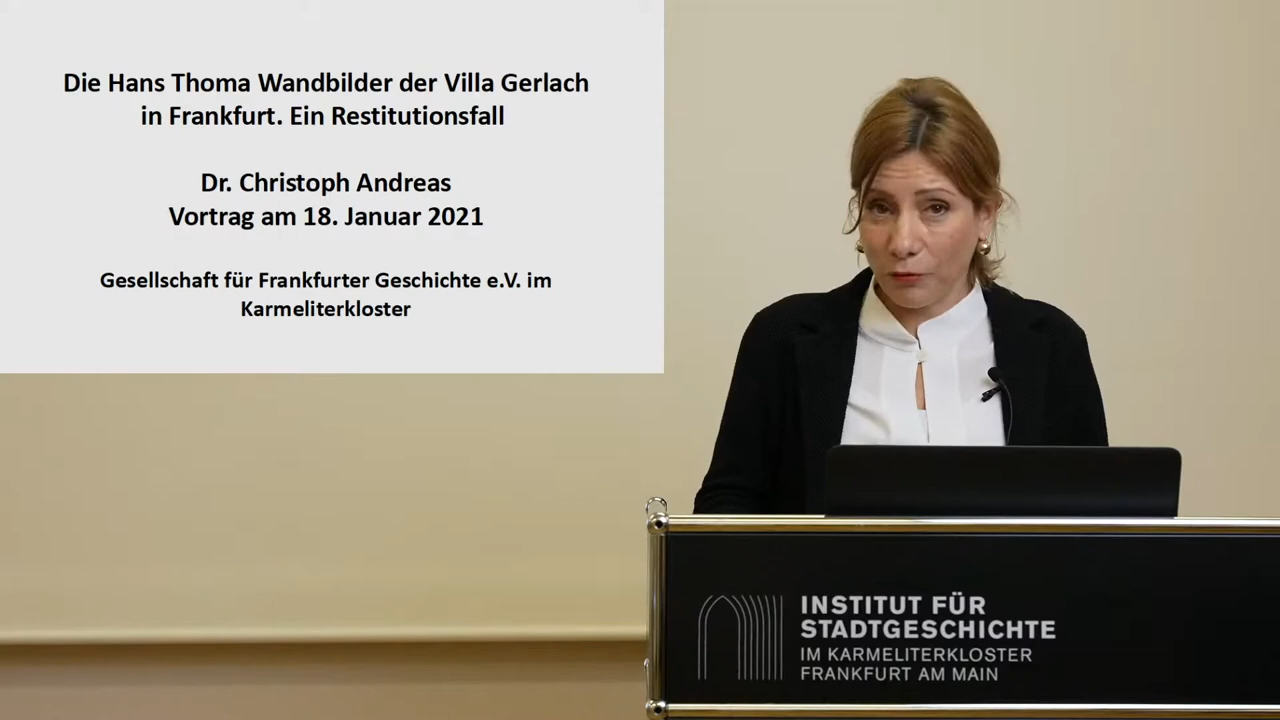 Die Hans Thoma Wandbilder der Villa Gerlach
in Frankfurt. Ein Restitutionsfall
Dr. Christoph Andreas
Vortrag am 18. Januar 2021
Gesellschaft für Frankfurter Geschichte e.V. im
Karmeliterkloster
INSTITUT FÜR
STADTGESCHICHTE
IM KARMELITERKLOSTER
FRANKFURT AM MAIN